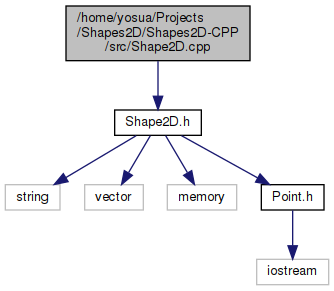 /home/yosua/Projects
/Shapes2D/Shapes2D-CPP
/src/Shape2D.cpp
Shape2D.h
string
vector
memory
Point.h
iostream